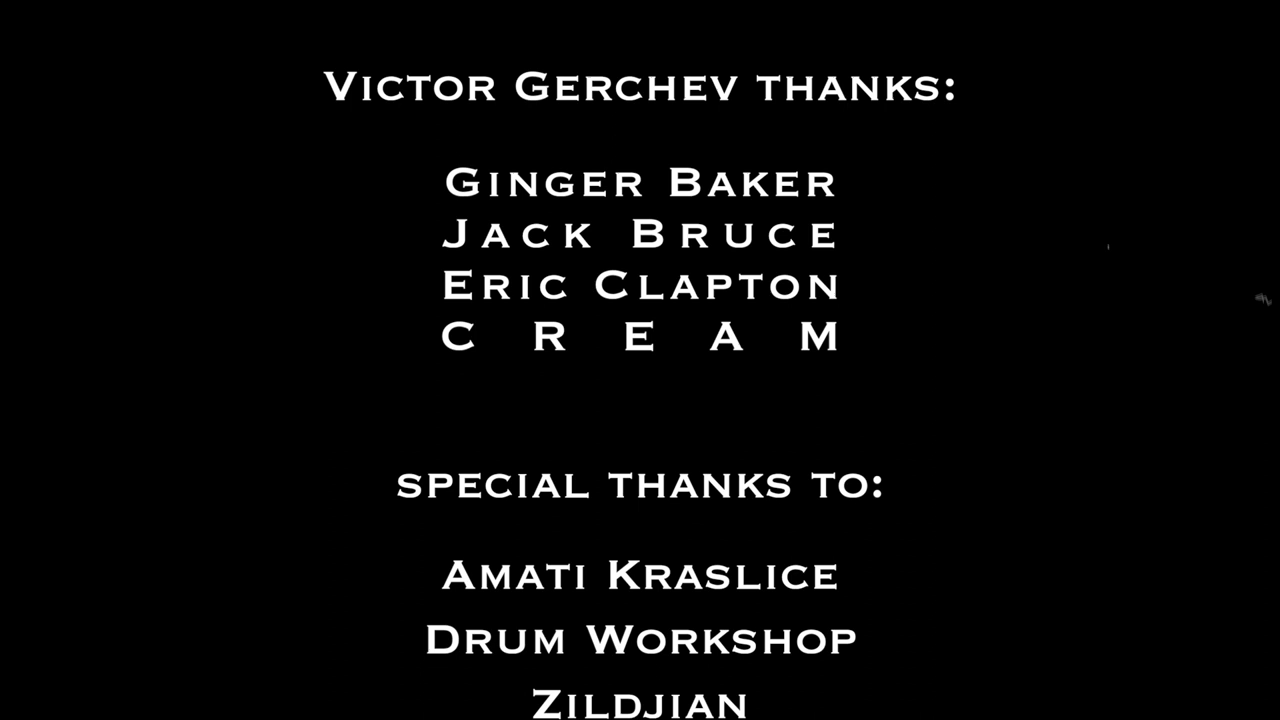 Victor Gerchev thanks:
Ginger Baker
Jack Bruce
Eric Clapton
C R E A M
special thanks to:
Amati Kraslice
Drum Workshop
Zildjian